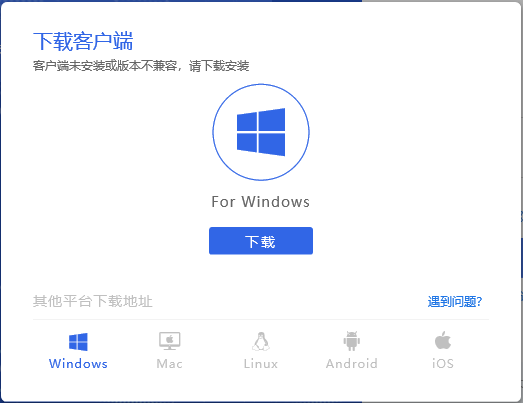 下载客户端
客户端未安装或版本不兼容，请下载安装
For Windows
下载
其他平台下载地址
遇到问题?
Windows
Mac
Linux
Android
iOS